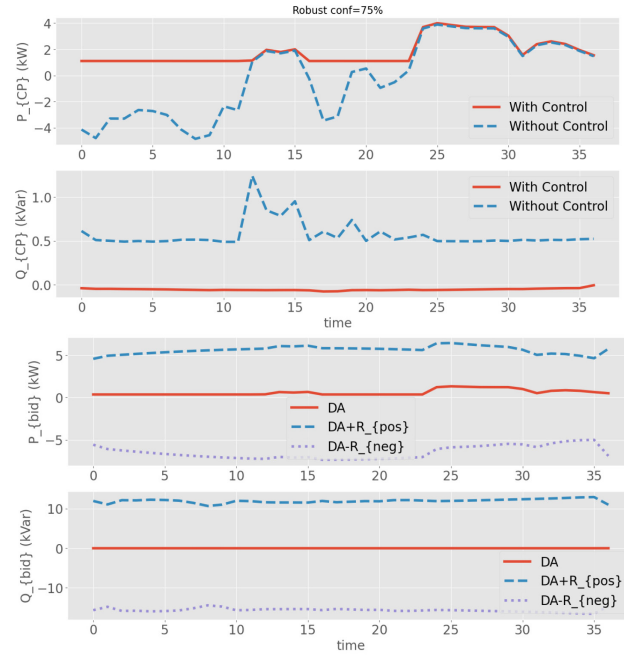 Robust conf=75%
P_{CP} (kW)
4
2
0
−2
−4
With Control
Without Control
0 5 10 15 20 25 30 35
time
Q_{CP} (kVar)
1.0
0.5
0.0
With Control
Without Control
0 5 10 15 20 25 30 35
time
P_{bid} (kW)
5
0
−5
DA
DA+R_{pos}
DA-R_{neg}
0 5 10 15 20 25 30 35
Q_{bid} (kVar)
10
0
−10
DA
DA+R_{pos}
DA-R_{neg}
0 5 10 15 20 25 30 35
time